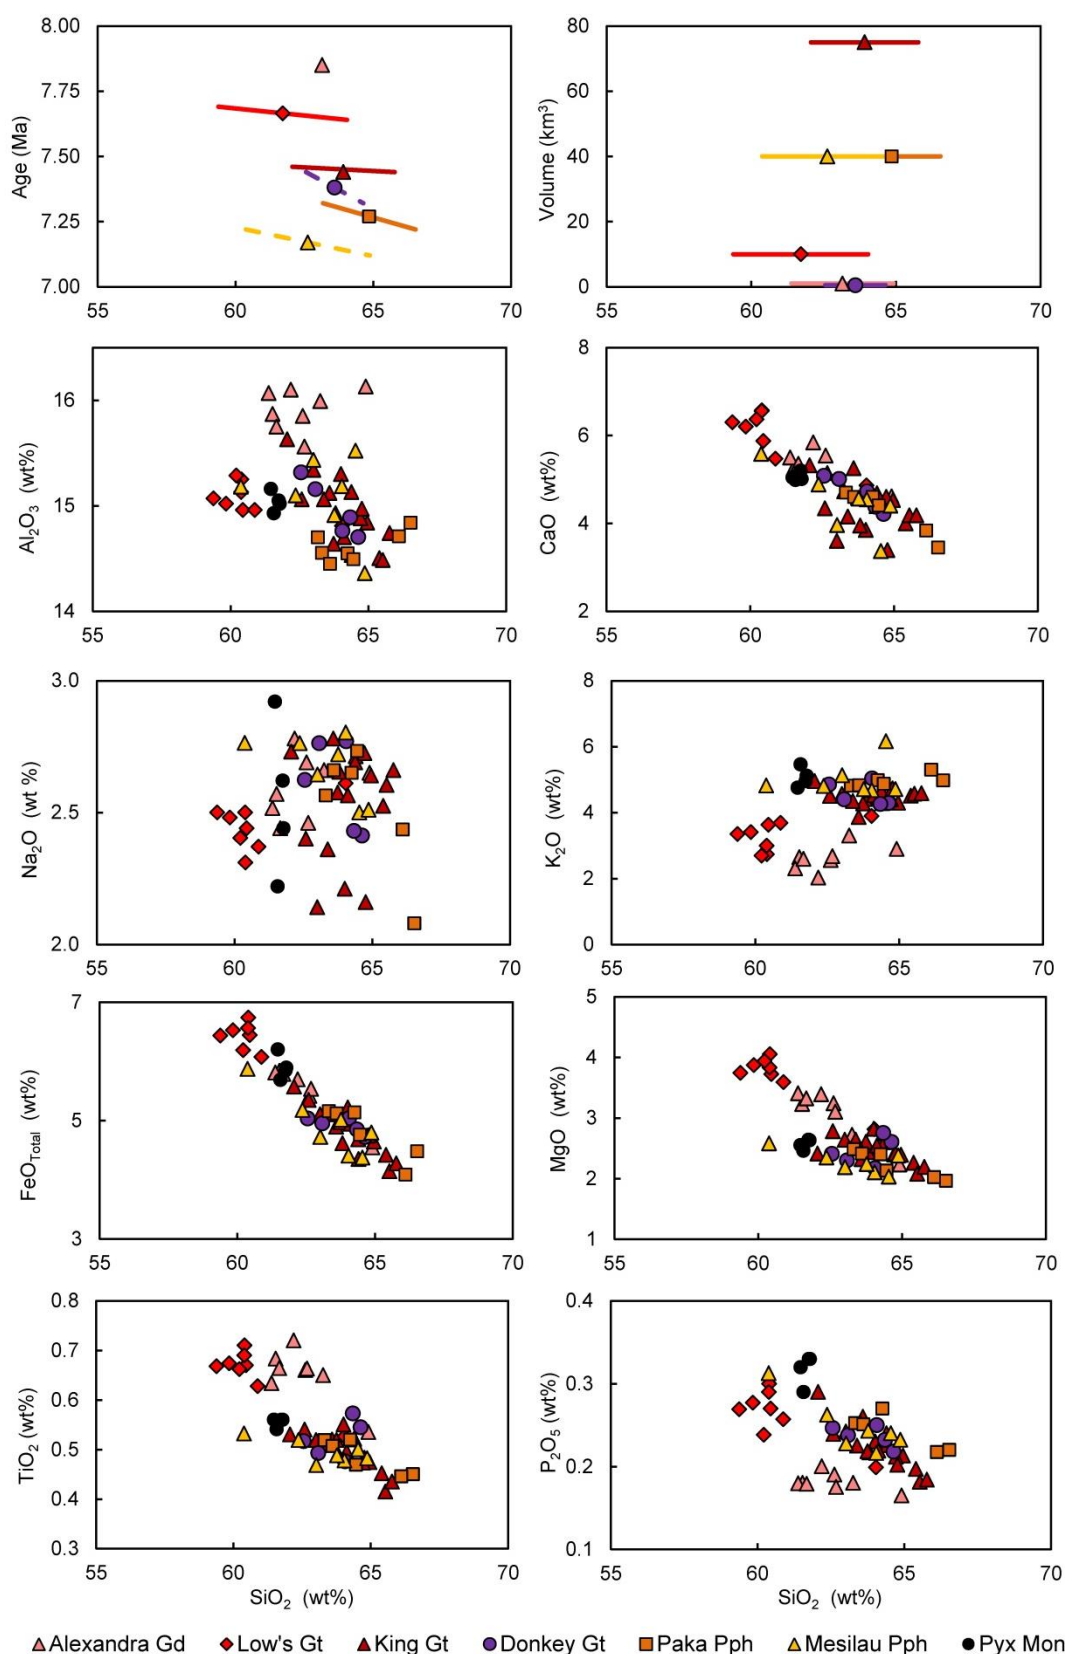 8.00
7.75
7.50
7.25
7.00
Age (Ma)
55 60 65 70
80
60
40
20
0
Volume (km³)
55 60 65 70
16
15
14
Al₂O₃ (wt%)
55 60 65 70
8
6
4
2
CaO (wt%)
55 60 65 70
3.0
2.5
2.0
Na₂O (wt %)
55 60 65 70
8
6
4
2
0
K₂O (wt%)
55 60 65 70
7
5
3
FeO_Total (wt%)
55 60 65 70
5
4
3
2
1
MgO (wt%)
55 60 65 70
0.8
0.7
0.6
0.5
0.4
0.3
TiO₂ (wt%)
55 60 65 70
SiO₂ (wt%)
0.4
0.3
0.2
0.1
P₂O₅ (wt%)
55 60 65 70
SiO₂ (wt%)
Alexandra Gd Low's Gt King Gt Donkey Gt Paka Pph Mesilau Pph Pyx Mon